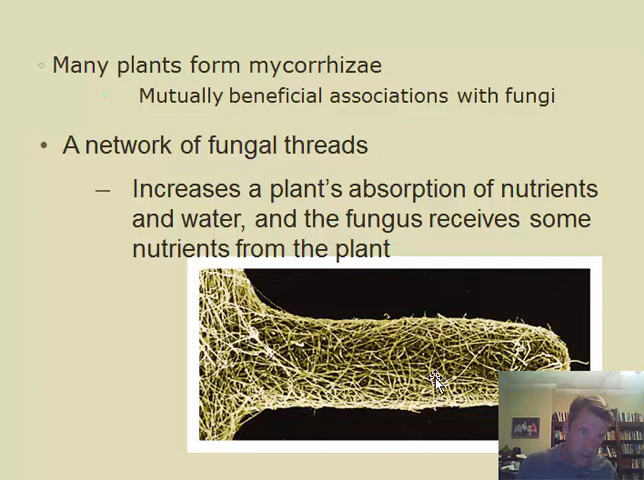 Many plants form mycorrhizae
Mutually beneficial associations with fungi
• A network of fungal threads
– Increases a plant's absorption of nutrients
and water, and the fungus receives some
nutrients from the plant